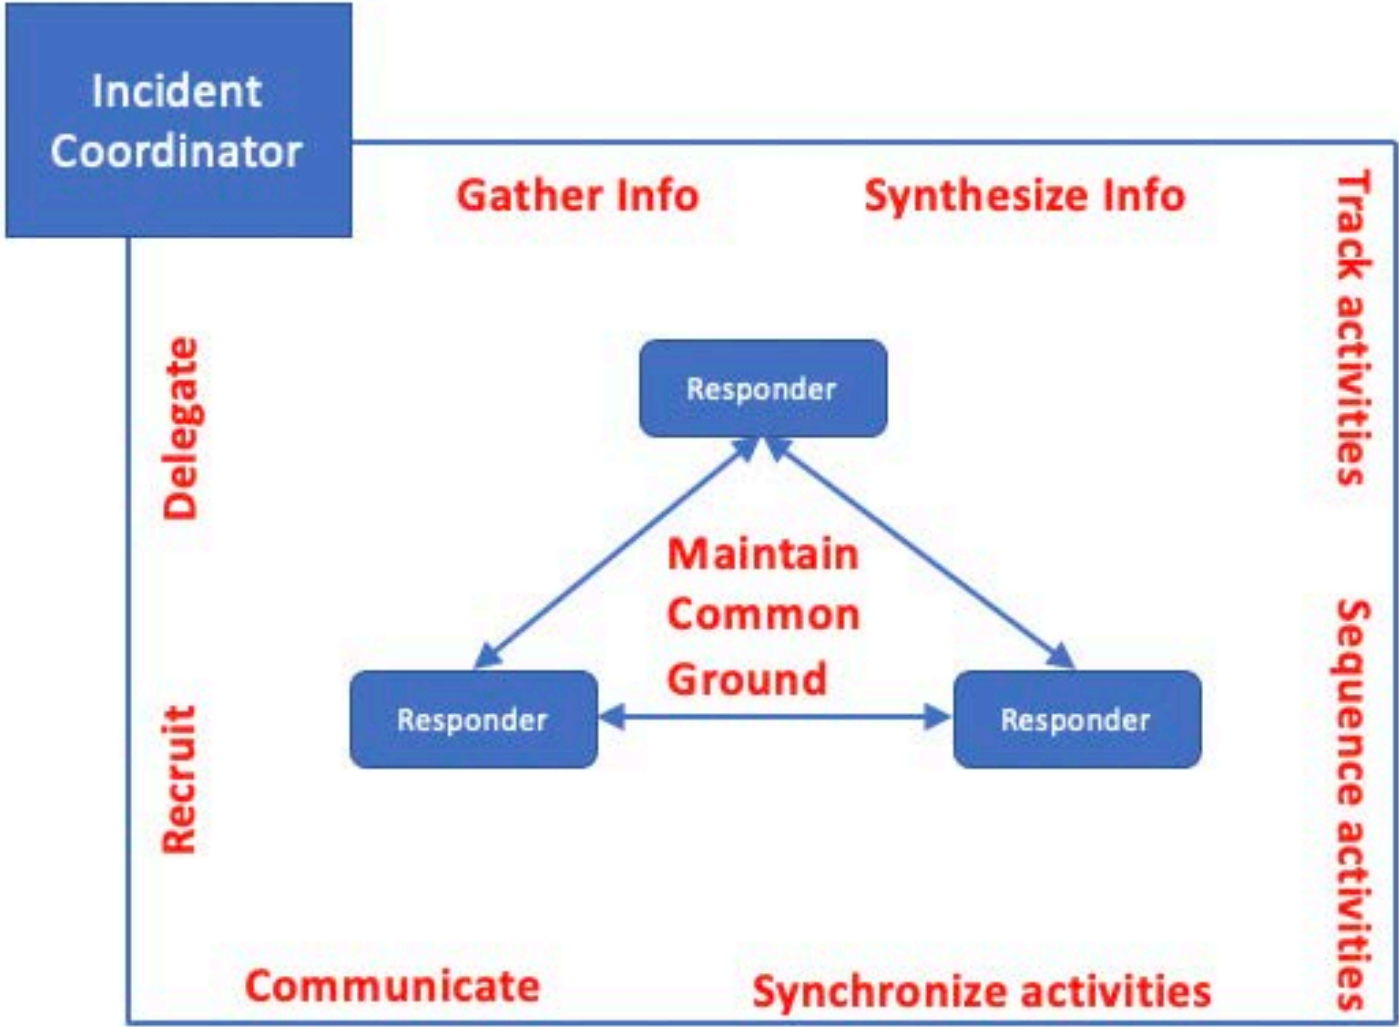 Incident
Coordinator
Gather Info
Synthesize Info
Track activities
Delegate
Responder
Maintain
Common
Ground
Sequence activities
Recruit
Responder
Responder
Communicate
Synchronize activities